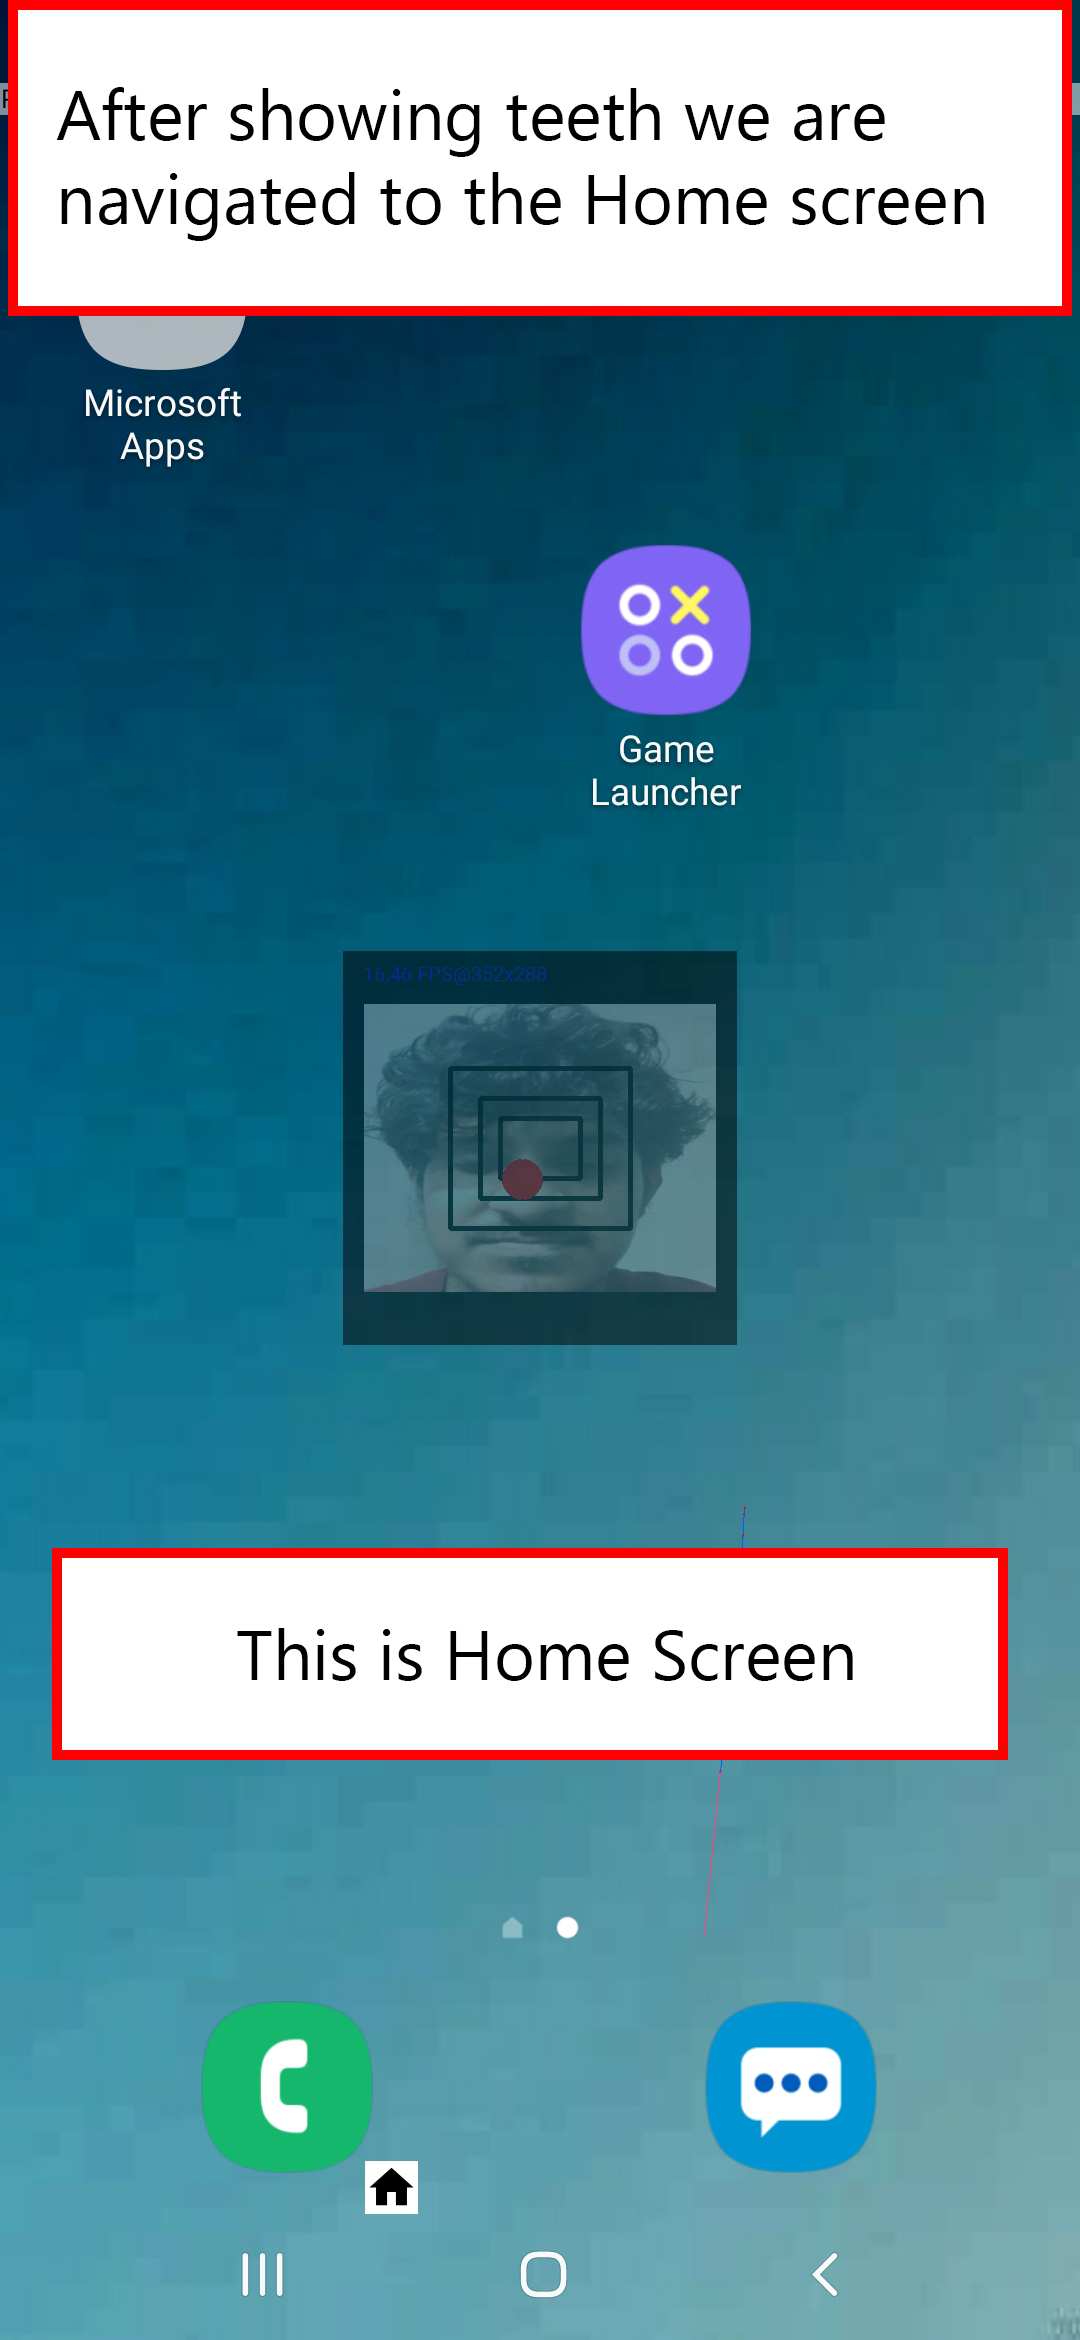 After showing teeth we are
navigated to the Home screen
Microsoft
Apps
Game
Launcher
16.46 FPS@352x288
This is Home Screen